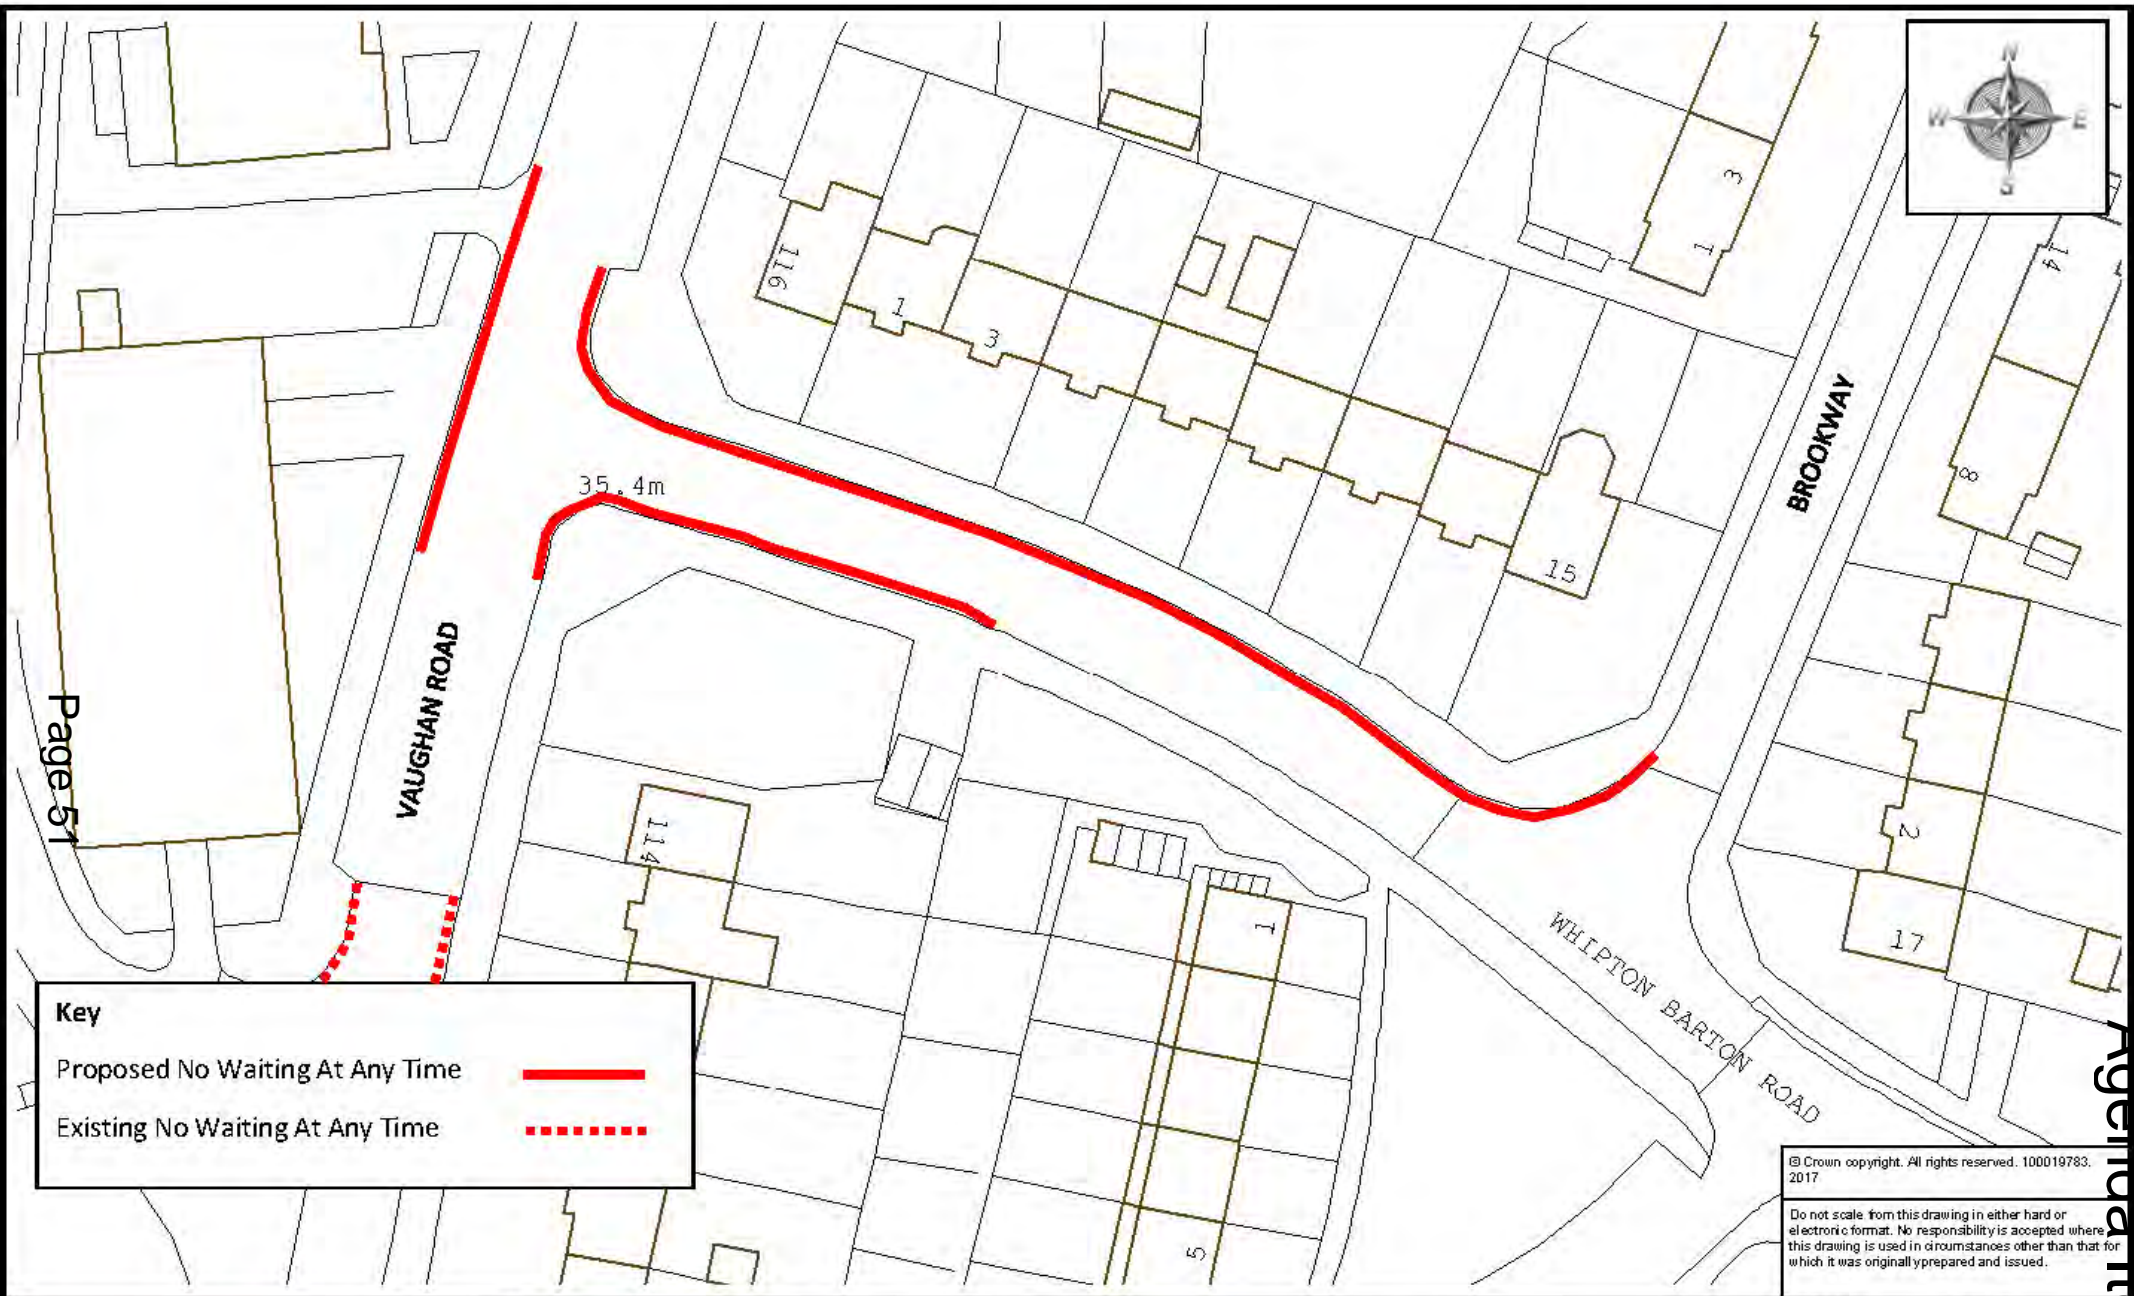 N
W E
S
116
1
3
3
1
14
BROOKWAY
8
35.4m
15
VAUGHAN ROAD
Page 51
114
2
1
17
WHIPTON BARTON ROAD
5
Key
Proposed No Waiting At Any Time
Existing No Waiting At Any Time
© Crown copyright. All rights reserved. 100019783.
2017
Do not scale from this drawing in either hard or
electronic format. No responsibility is accepted where
this drawing is used in circumstances other than that for
which it was originallyprepared and issued.
Agenda It